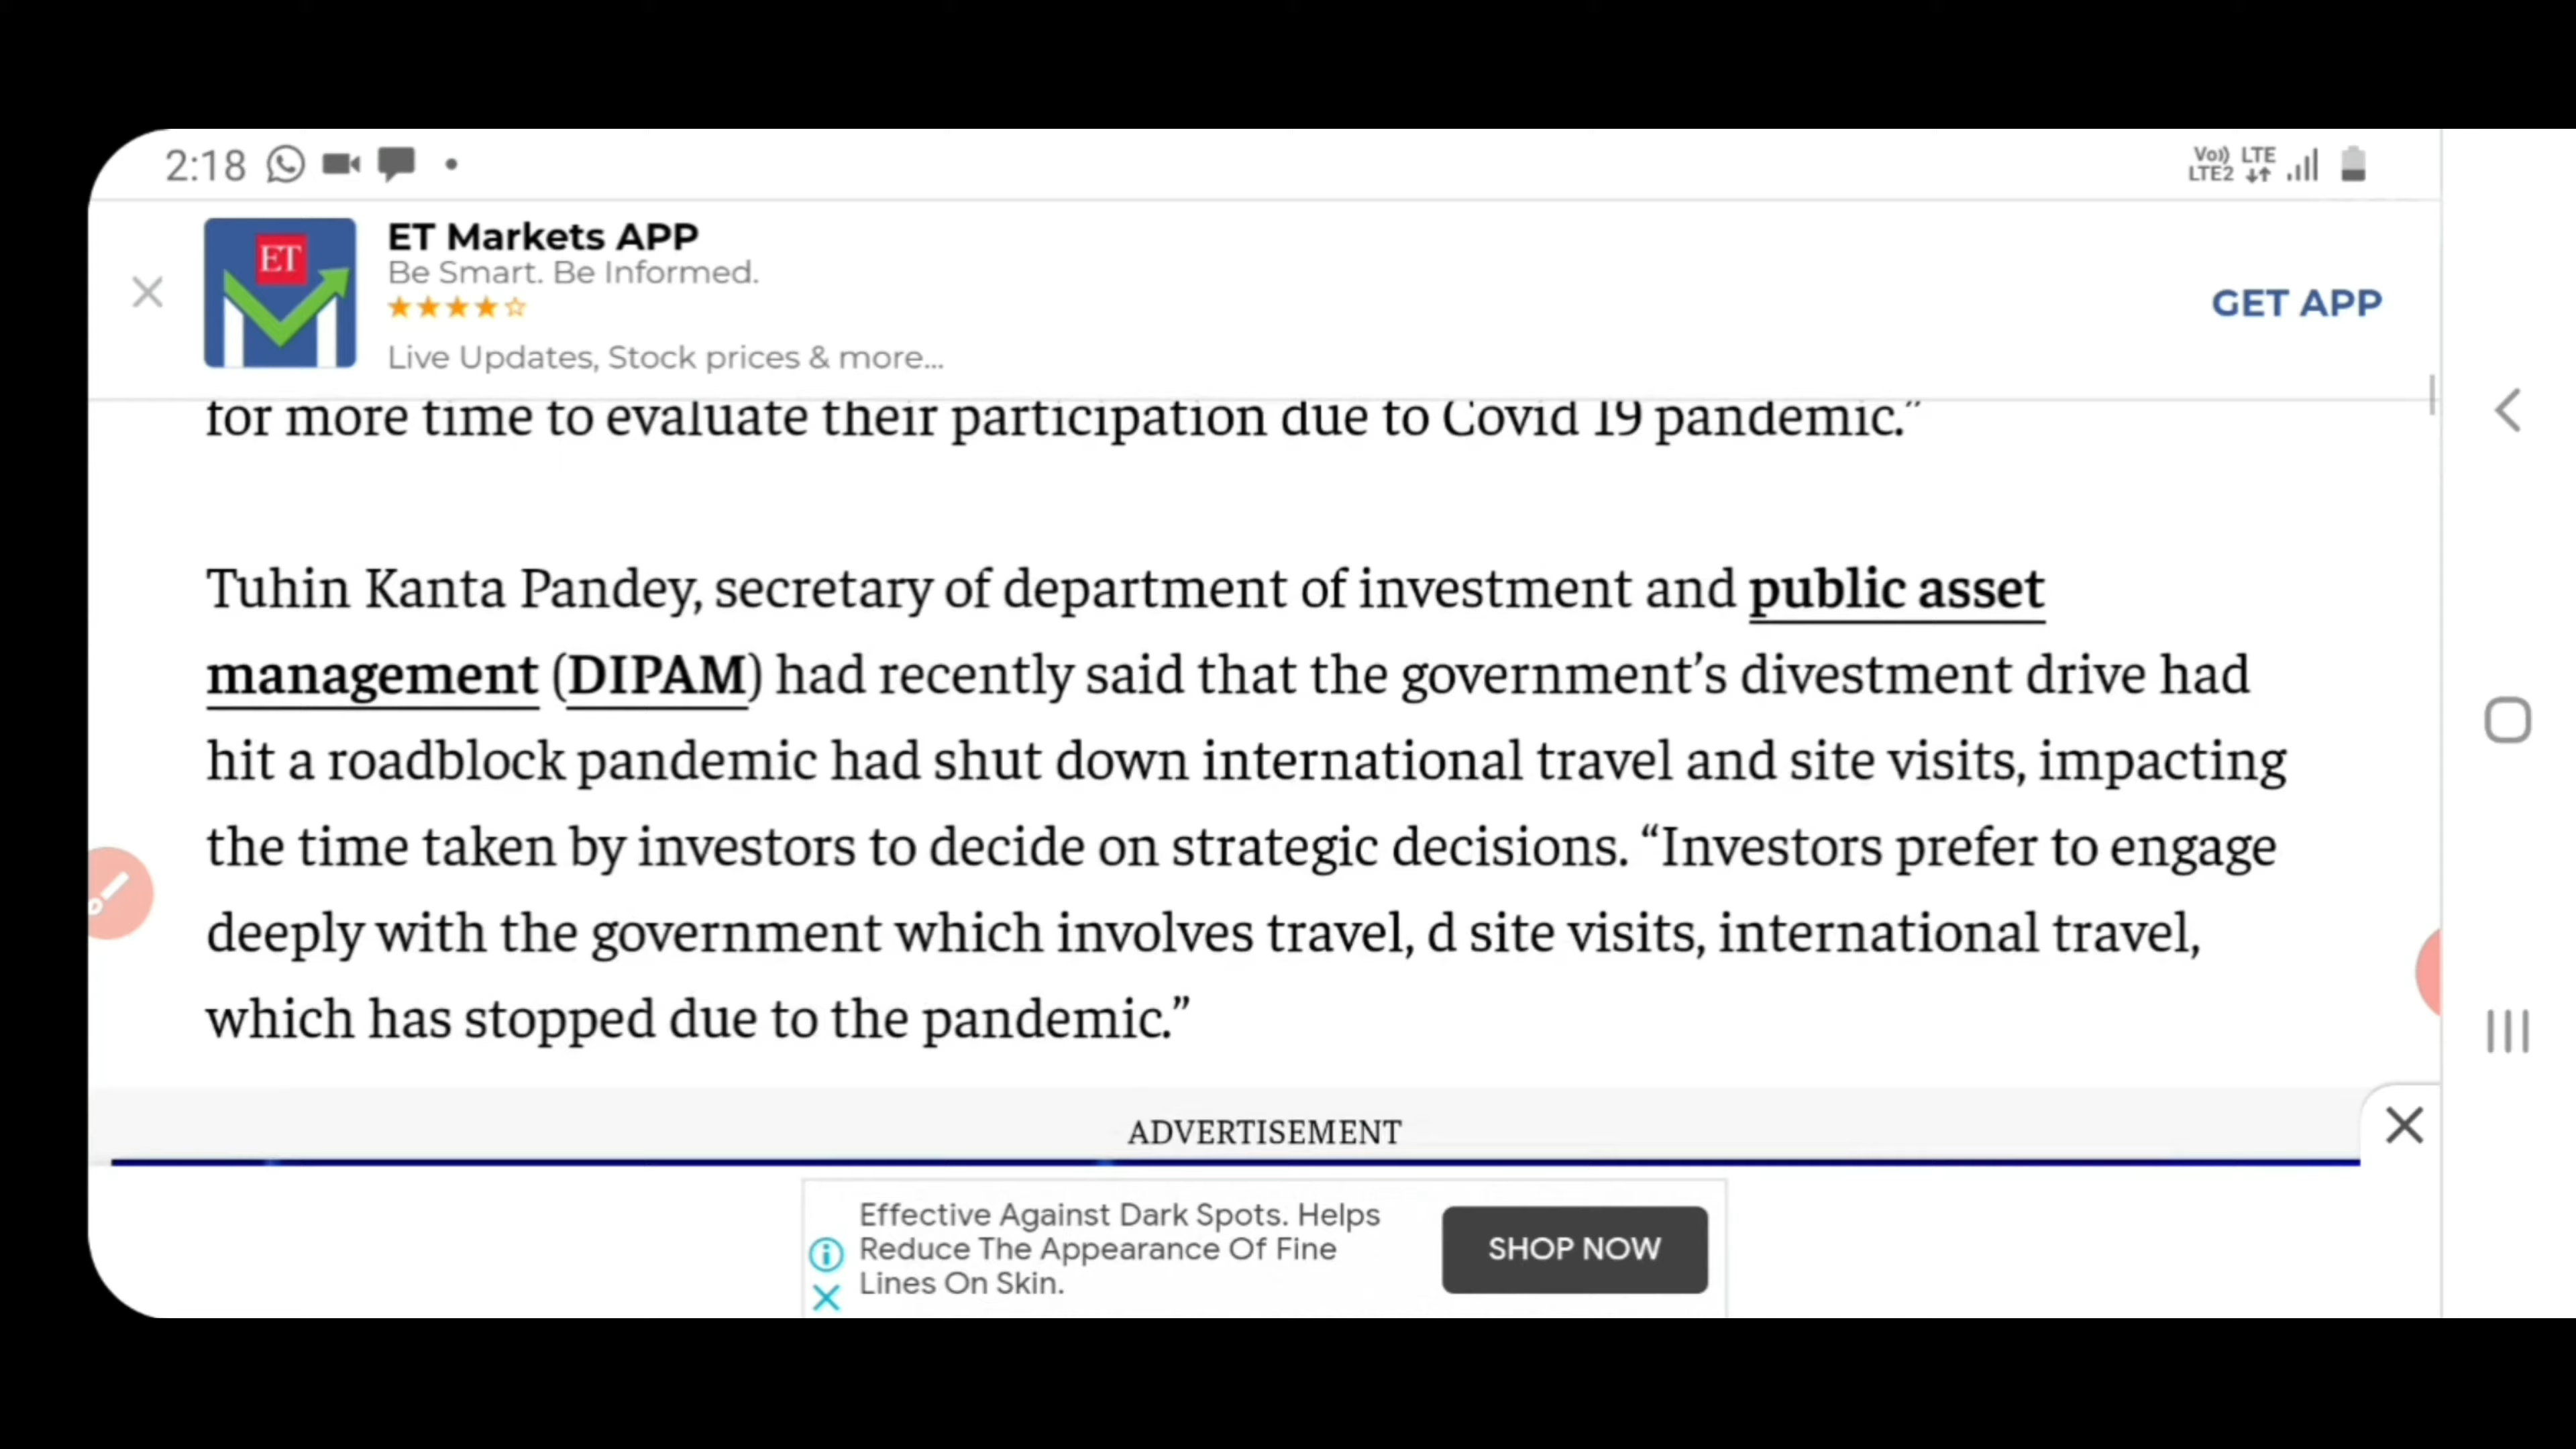 2:18
Vo)) LTE
LTE2
ET
ET Markets APP
Be Smart. Be Informed.
Live Updates, Stock prices & more...
GET APP
for more time to evaluate their participation due to Covid 19 pandemic."
Tuhin Kanta Pandey, secretary of department of investment and public asset
management (DIPAM) had recently said that the government’s divestment drive had
hit a roadblock pandemic had shut down international travel and site visits, impacting
the time taken by investors to decide on strategic decisions. “Investors prefer to engage
deeply with the government which involves travel, d site visits, international travel,
which has stopped due to the pandemic.”
ADVERTISEMENT
Effective Against Dark Spots. Helps
Reduce The Appearance Of Fine
Lines On Skin.
SHOP NOW